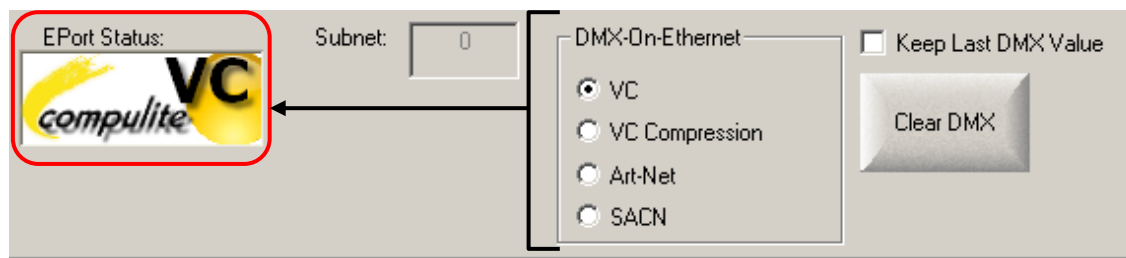 EPort Status:
VC
compulite
Subnet:
0
DMX-On-Ethernet
VC
VC Compression
Art-Net
SACN
Keep Last DMX Value
Clear DMX